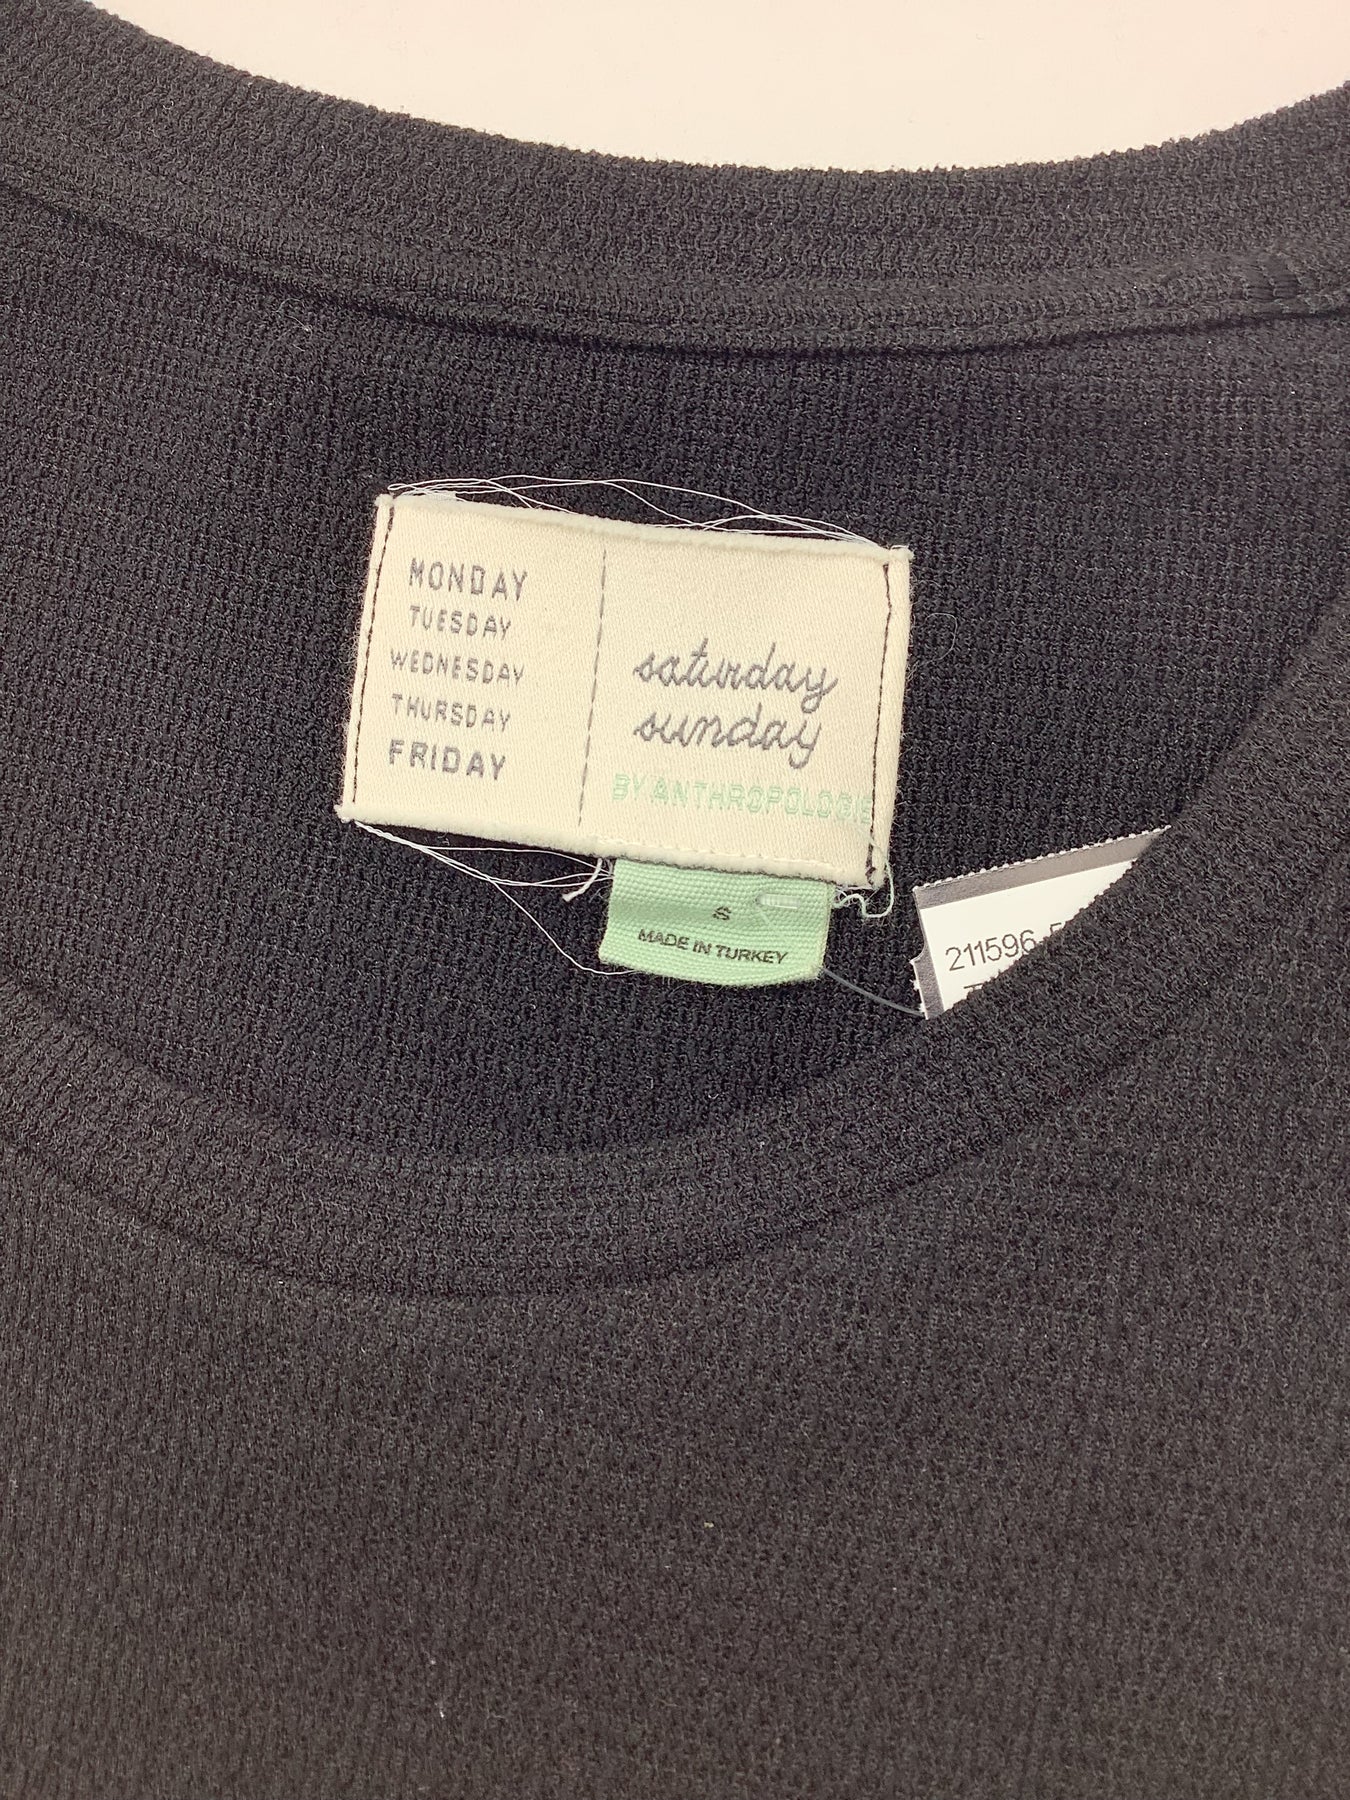 MONDAY
TUESDAY
WEDNESDAY
THURSDAY
FRIDAY
saturday
sunday
BY ANTHROPOLOGIE
S
MADE IN TURKEY
211596